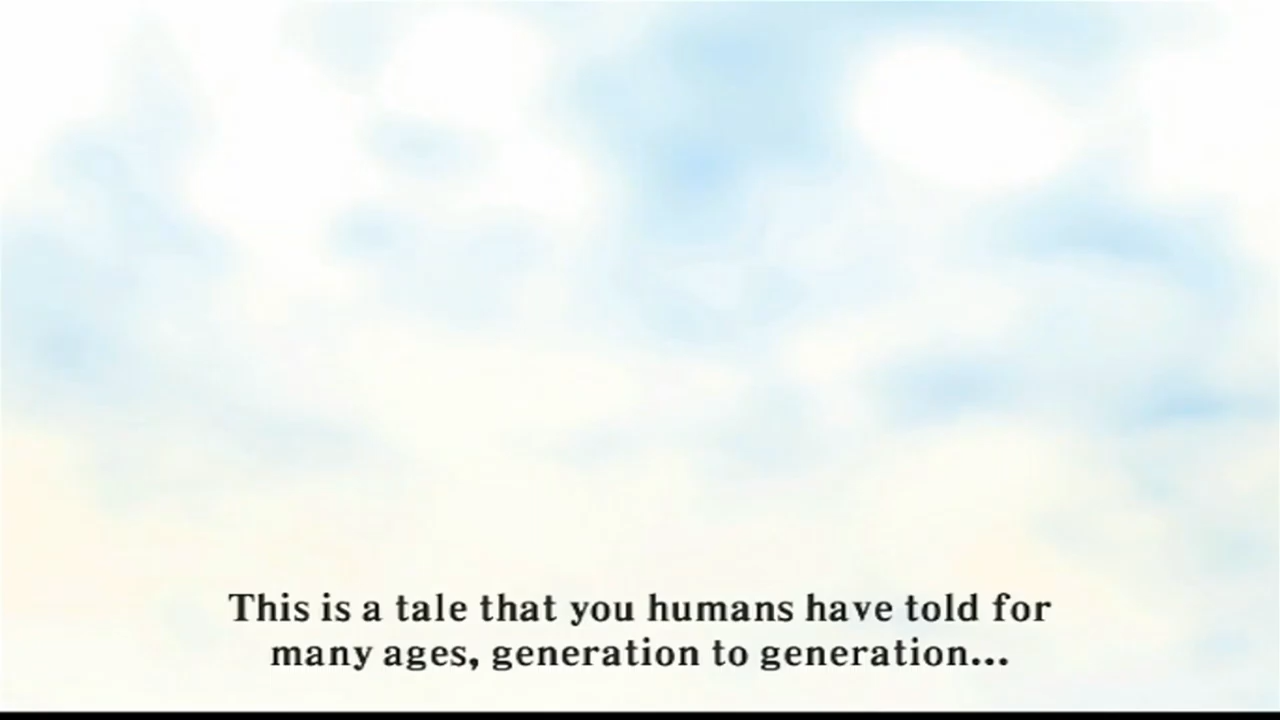 This is a tale that you humans have told for
many ages, generation to generation...